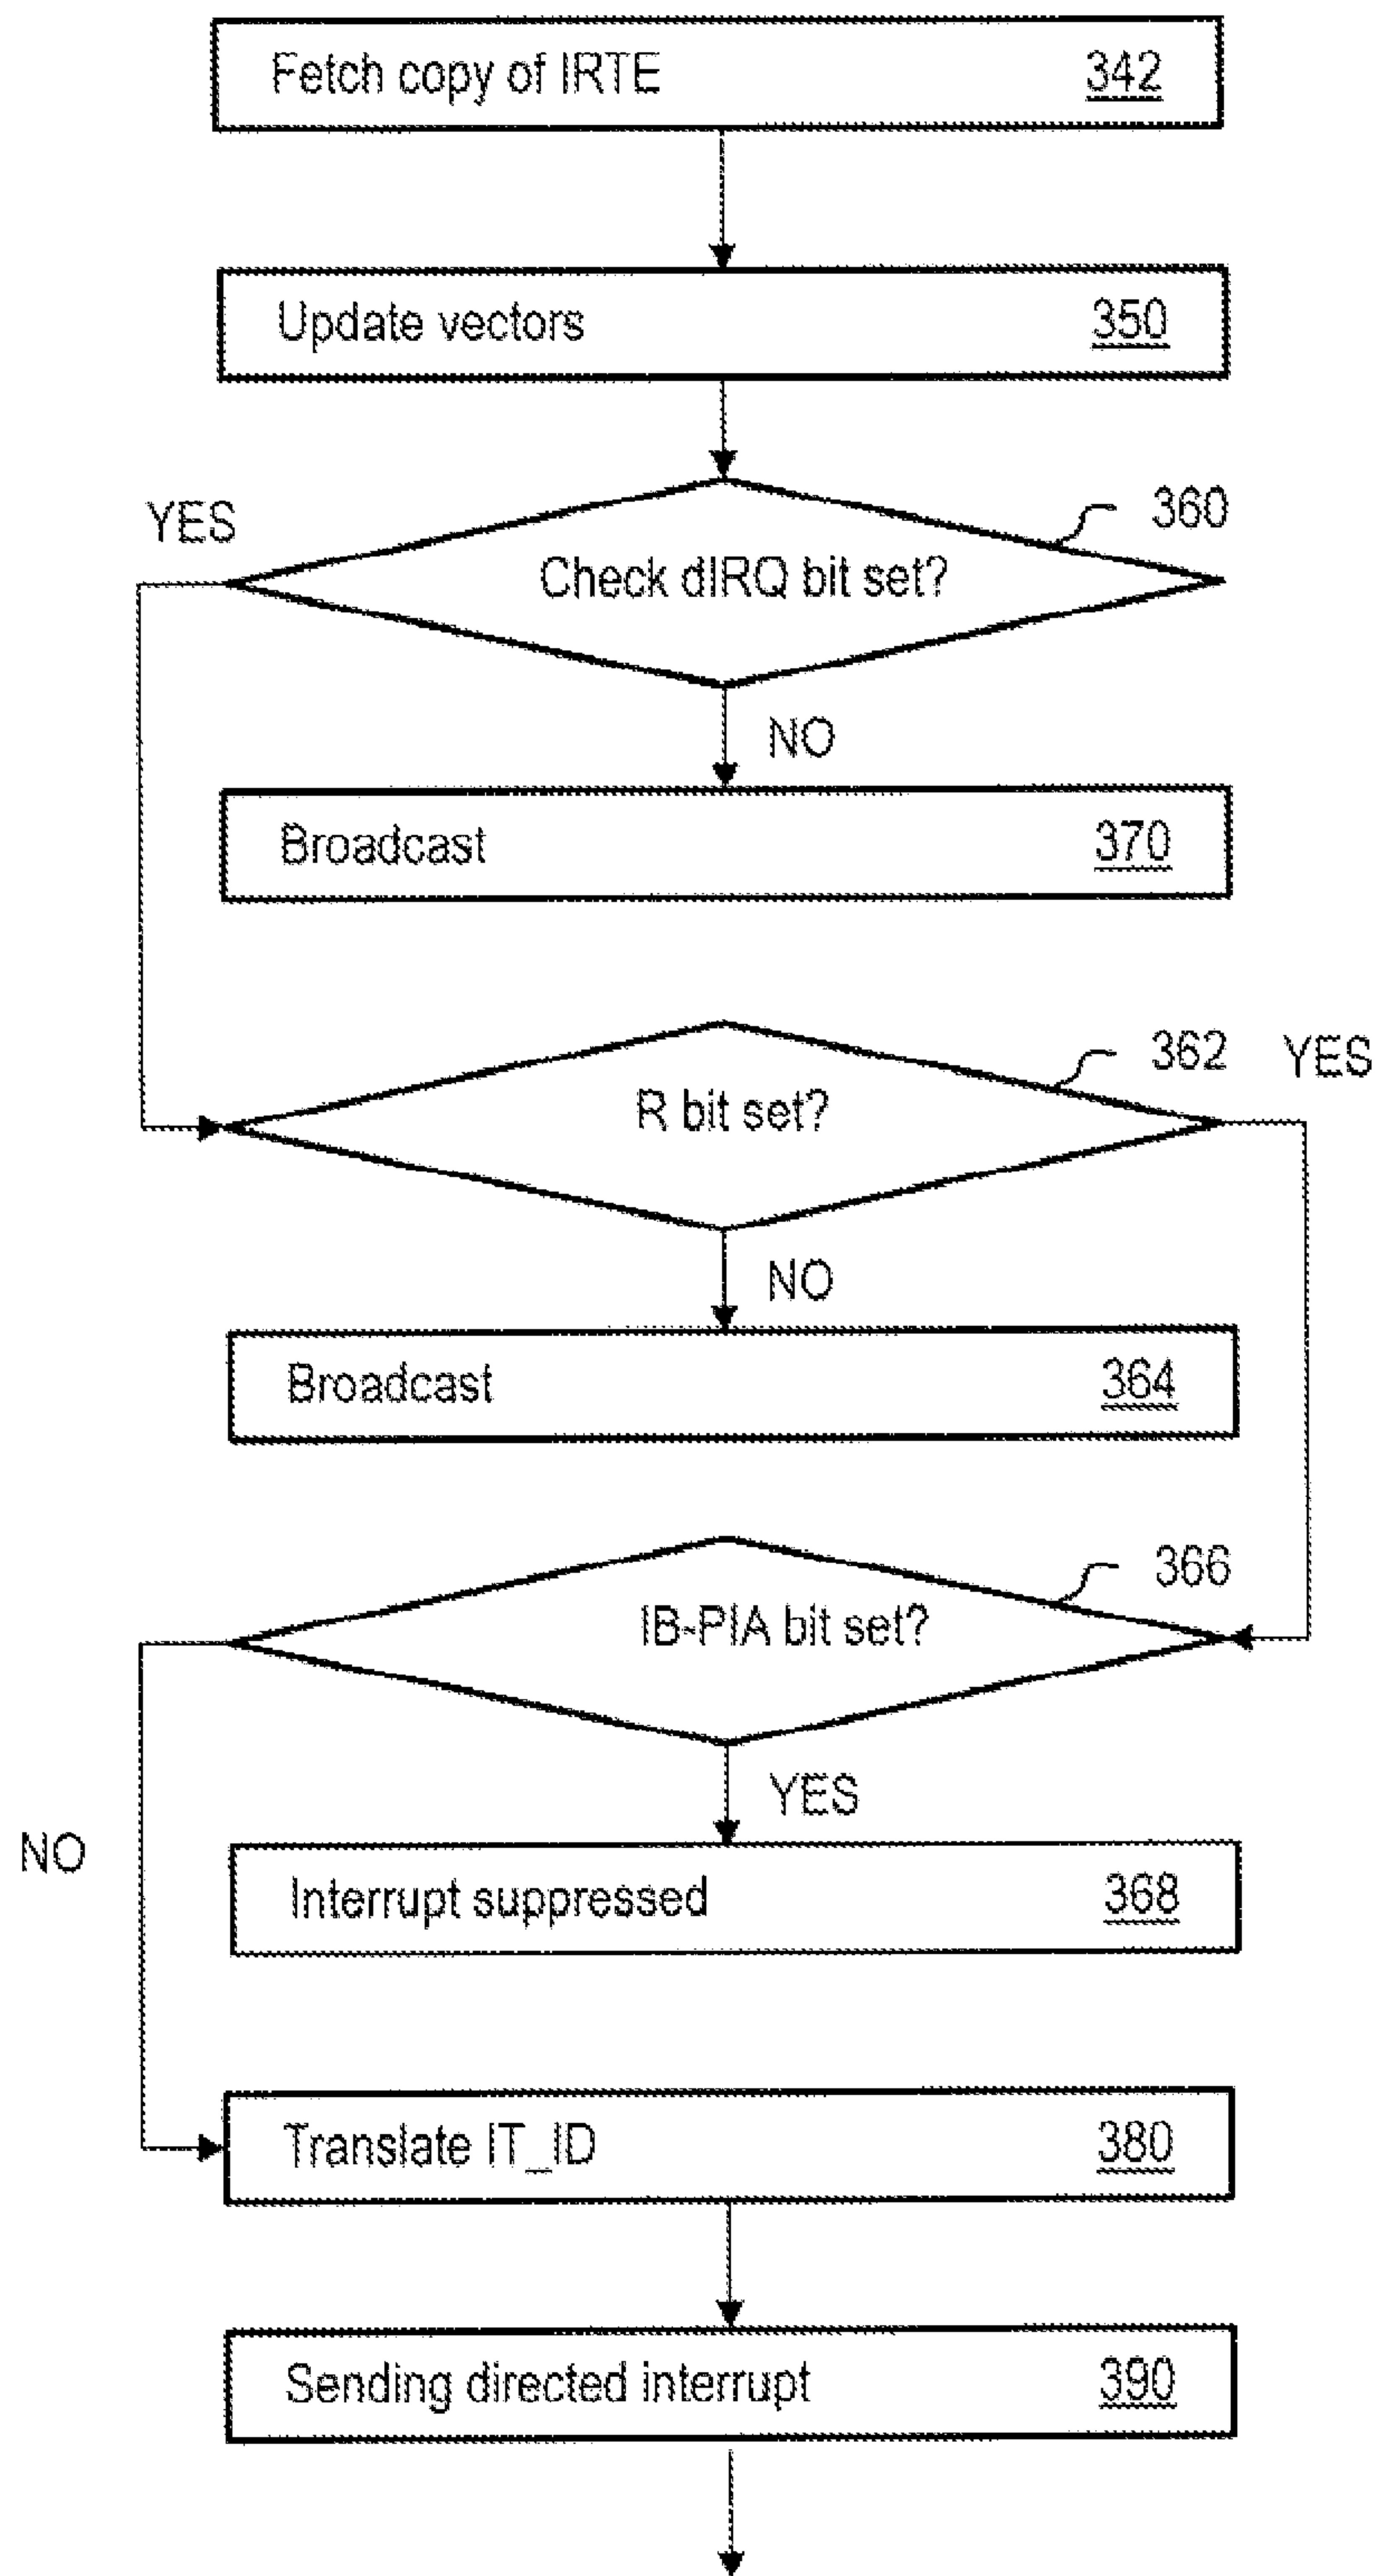 Fetch copy of IRTE 342
Update vectors 350
YES
360
Check dIRQ bit set?
NO
Broadcast 370
362
YES
R bit set?
NO
Broadcast 364
366
IB-PIA bit set?
YES
NO
Interrupt suppressed 368
Translate IT_ID 380
Sending directed interrupt 390